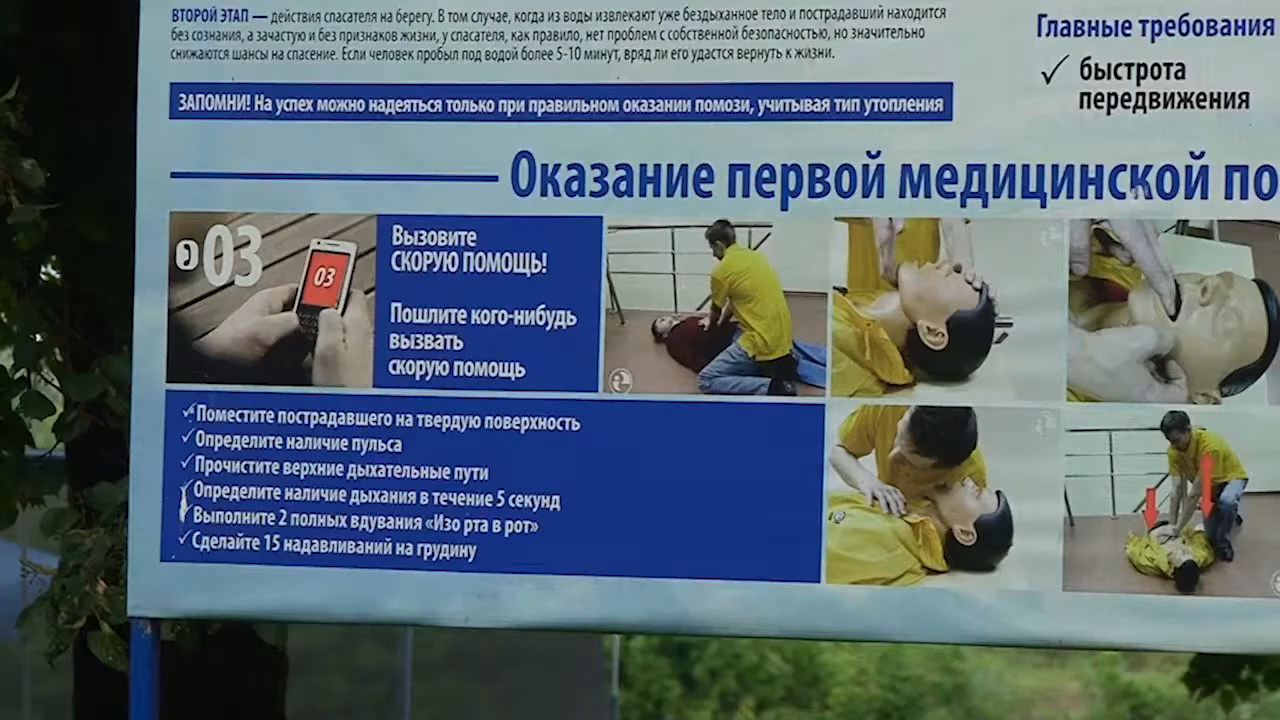 ВТОРОЙ ЭТАП — действия спасателя на берегу. В том случае, когда из воды извлекают уже бездыханное тело и пострадавший находится
без сознания, а зачастую и без признаков жизни, у спасателя, как правило, нет проблем с собственной безопасностью, но значительно
снижаются шансы на спасение. Если человек пробыл под водой более 5-10 минут, вряд ли его удастся вернуть к жизни.
ЗАПОМНИ! На успех можно надеяться только при правильном оказании помози, учитывая тип утопления
Главные требования
✓ быстрота
передвижения
Оказание первой медицинской по
03
03
Вызовите
СКОРУЮ ПОМОЩЬ!
Пошлите кого-нибудь
вызвать
скорую помощь
✓Поместите пострадавшего на твердую поверхность
✓Определите наличие пульса
✓Прочистите верхние дыхательные пути
✓Определите наличие дыхания в течение 5 секунд
✓Выполните 2 полных вдувания «Изо рта в рот»
✓Сделайте 15 надавливаний на грудину